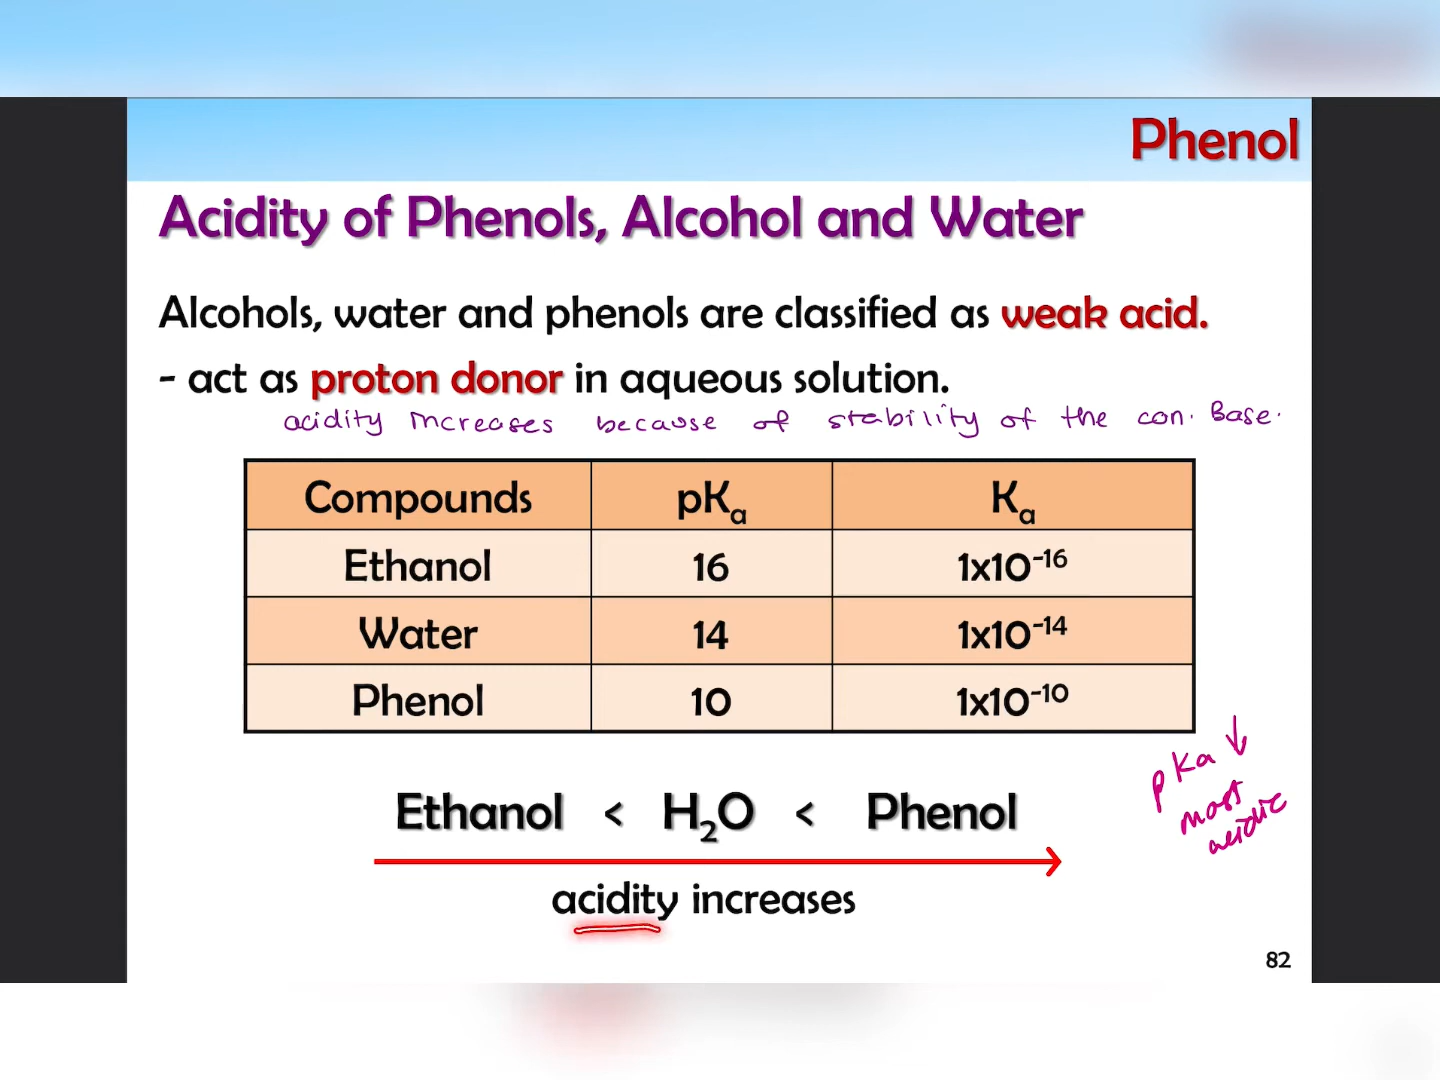 Phenol
Acidity of Phenols, Alcohol and Water
Alcohols, water and phenols are classified as weak acid.
- act as proton donor in aqueous solution.
acidity increases because of stability of the con. Base.
Compounds pKa Ka
Ethanol 16 1x10⁻¹⁶
Water 14 1x10⁻¹⁴
Phenol 10 1x10⁻¹⁰
pKa ↓
most
acidic
Ethanol < H₂O < Phenol
acidity increases
82